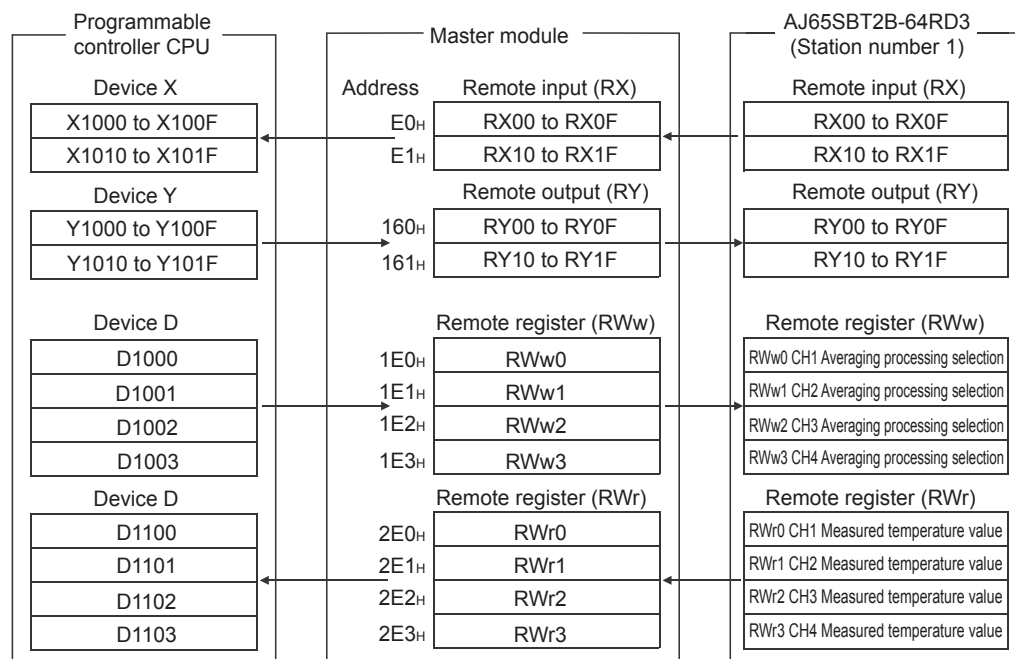 Programmable
controller CPU
Master module
AJ65SBT2B-64RD3
(Station number 1)
Device X
Address
Remote input (RX)
Remote input (RX)
X1000 to X100F
E0H
RX00 to RX0F
RX00 to RX0F
X1010 to X101F
E1H
RX10 to RX1F
RX10 to RX1F
Device Y
Remote output (RY)
Remote output (RY)
Y1000 to Y100F
160H
RY00 to RY0F
RY00 to RY0F
Y1010 to Y101F
161H
RY10 to RY1F
RY10 to RY1F
Device D
Remote register (RWw)
Remote register (RWw)
D1000
1E0H
RWw0
RWw0 CH1 Averaging processing selection
D1001
1E1H
RWw1
RWw1 CH2 Averaging processing selection
D1002
1E2H
RWw2
RWw2 CH3 Averaging processing selection
D1003
1E3H
RWw3
RWw3 CH4 Averaging processing selection
Device D
Remote register (RWr)
Remote register (RWr)
D1100
2E0H
RWr0
RWr0 CH1 Measured temperature value
D1101
2E1H
RWr1
RWr1 CH2 Measured temperature value
D1102
2E2H
RWr2
RWr2 CH3 Measured temperature value
D1103
2E3H
RWr3
RWr3 CH4 Measured temperature value